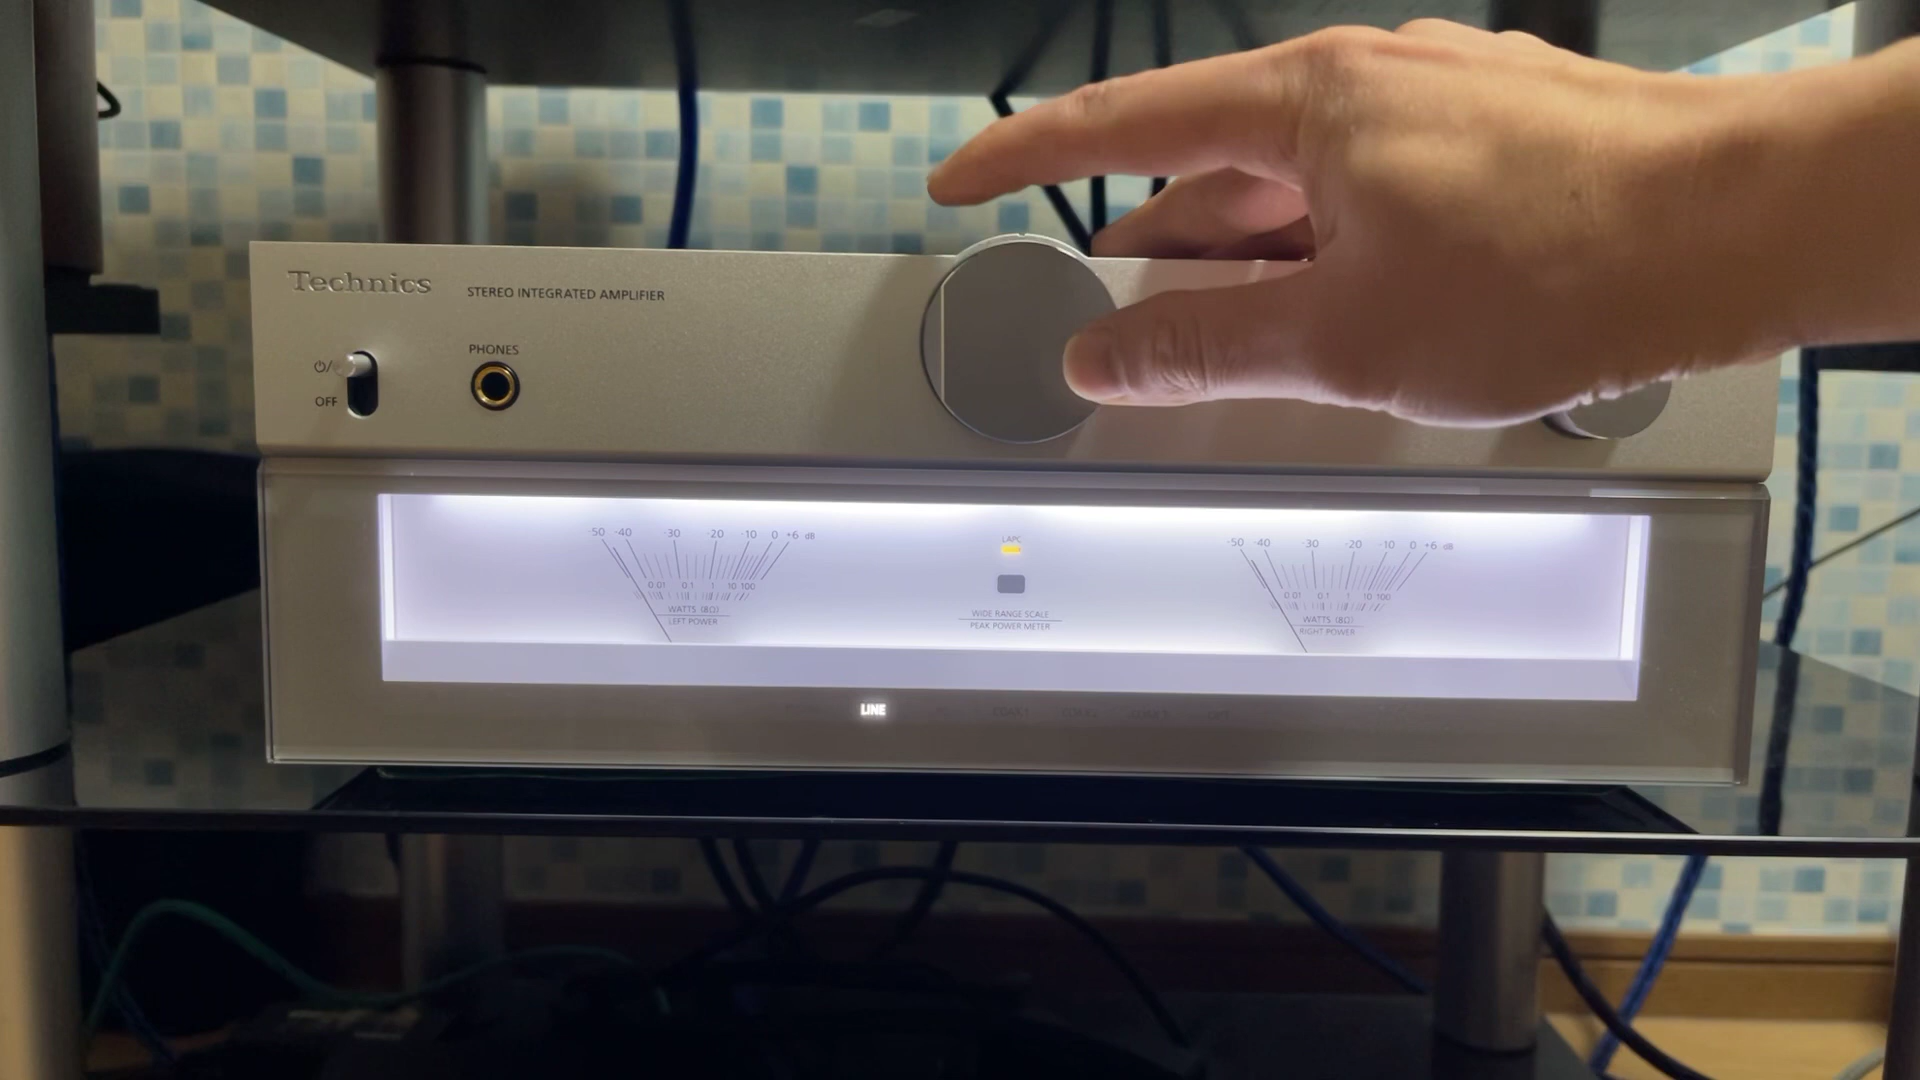 Technics STEREO INTEGRATED AMPLIFIER
PHONES
OFF
-50 -40 -30 -20 -10 0 +6 dB
0.01 0.1 1 10 100
WATTS (8Ω)
LEFT POWER
LAPC
WIDE RANGE SCALE
PEAK POWER METER
-50 -40 -30 -20 -10 0 +6 dB
0.01 0.1 1 10 100
WATTS (8Ω)
RIGHT POWER
LINE COAX1 OPT